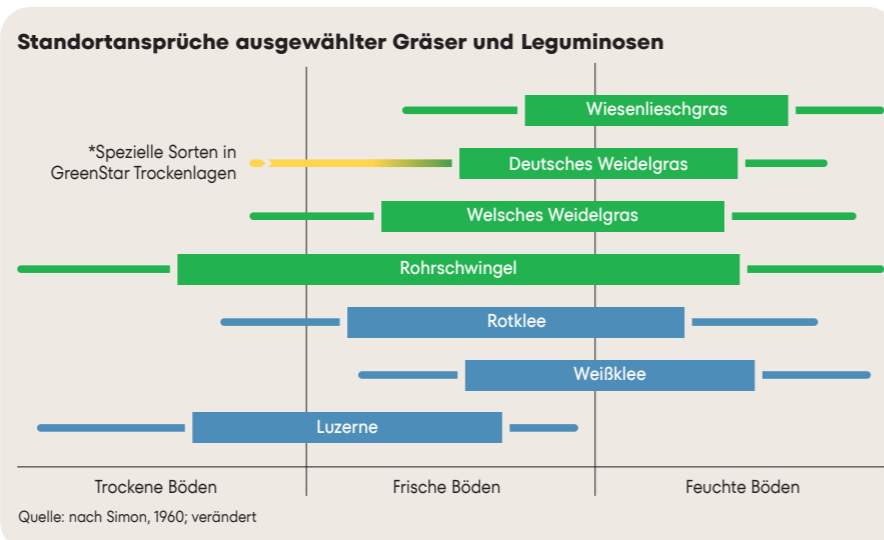 Standortansprüche ausgewählter Gräser und Leguminosen
Wiesenlieschgras
*Spezielle Sorten in
GreenStar Trockenlagen
Deutsches Weidelgras
Welsches Weidelgras
Rohrschwingel
Rotklee
Weißklee
Luzerne
Trockene Böden
Frische Böden
Feuchte Böden
Quelle: nach Simon, 1960; verändert